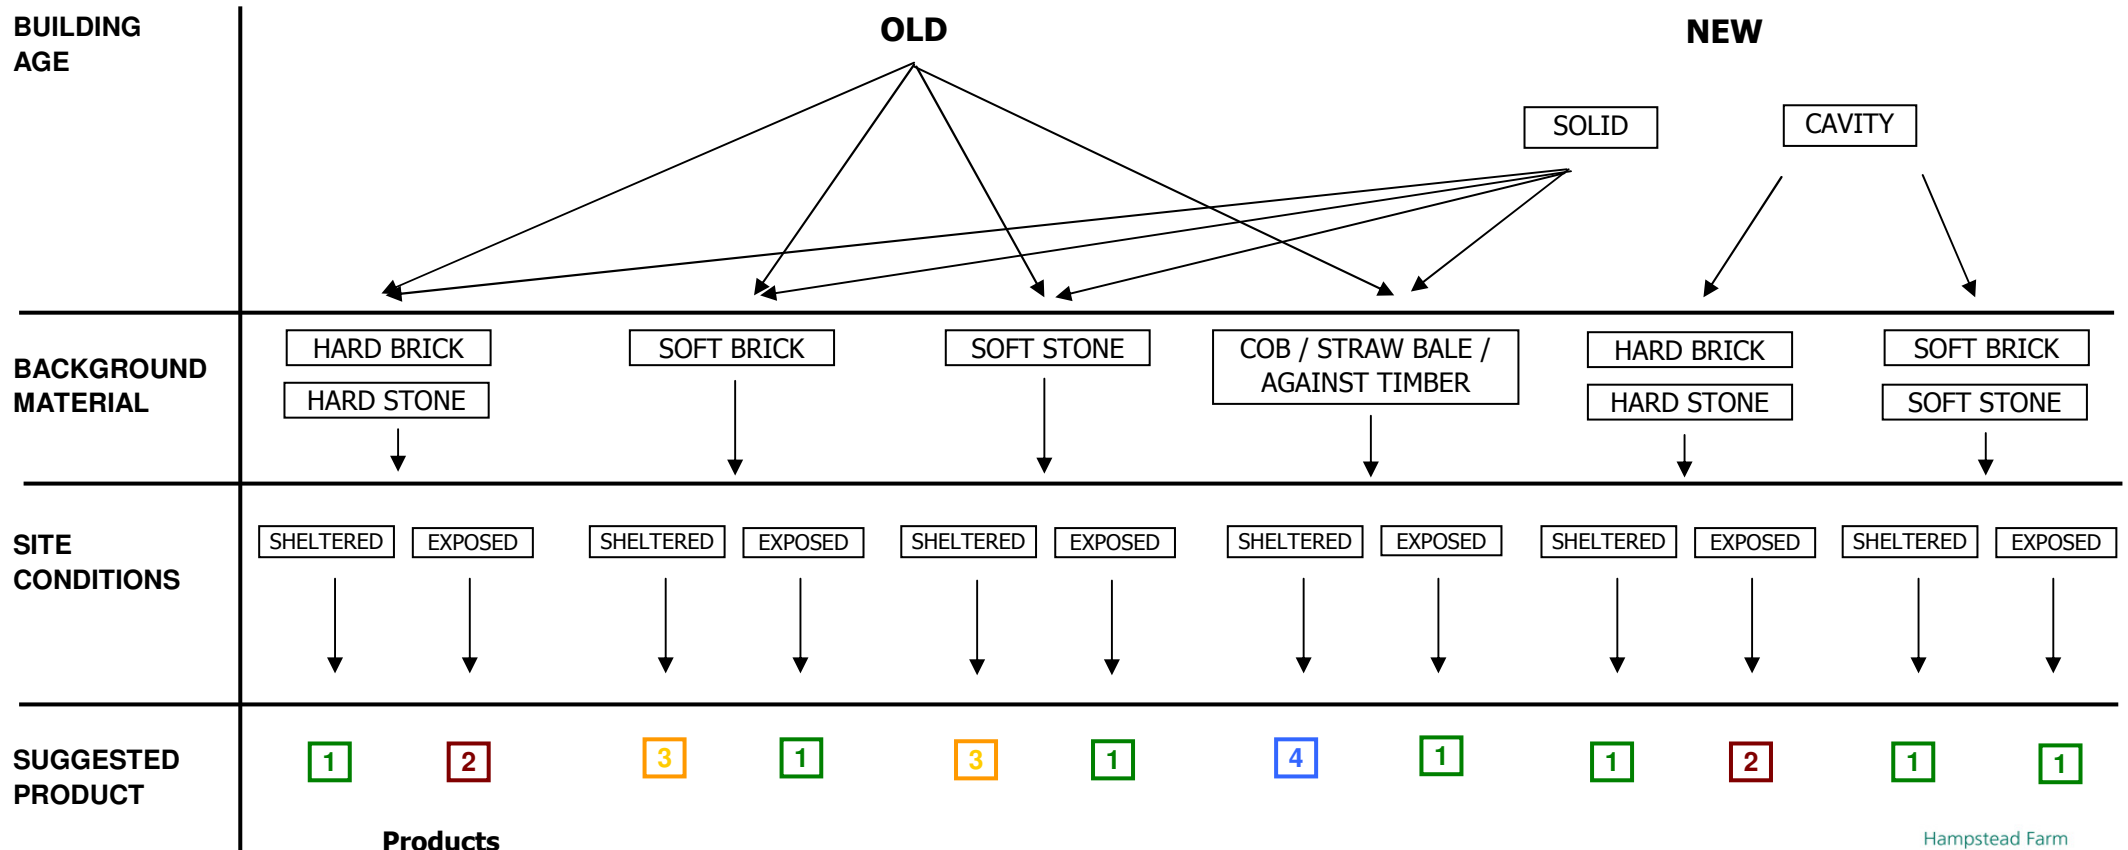 BUILDING
AGE
OLD
NEW
SOLID
CAVITY
BACKGROUND
MATERIAL
HARD BRICK
HARD STONE
SOFT BRICK
SOFT STONE
COB / STRAW BALE /
AGAINST TIMBER
HARD BRICK
HARD STONE
SOFT BRICK
SOFT STONE
SITE
CONDITIONS
SHELTERED
EXPOSED
SHELTERED
EXPOSED
SHELTERED
EXPOSED
SHELTERED
EXPOSED
SHELTERED
EXPOSED
SHELTERED
EXPOSED
SUGGESTED
PRODUCT
1
2
3
1
3
1
4
1
1
2
1
1
Products
Hampstead Farm